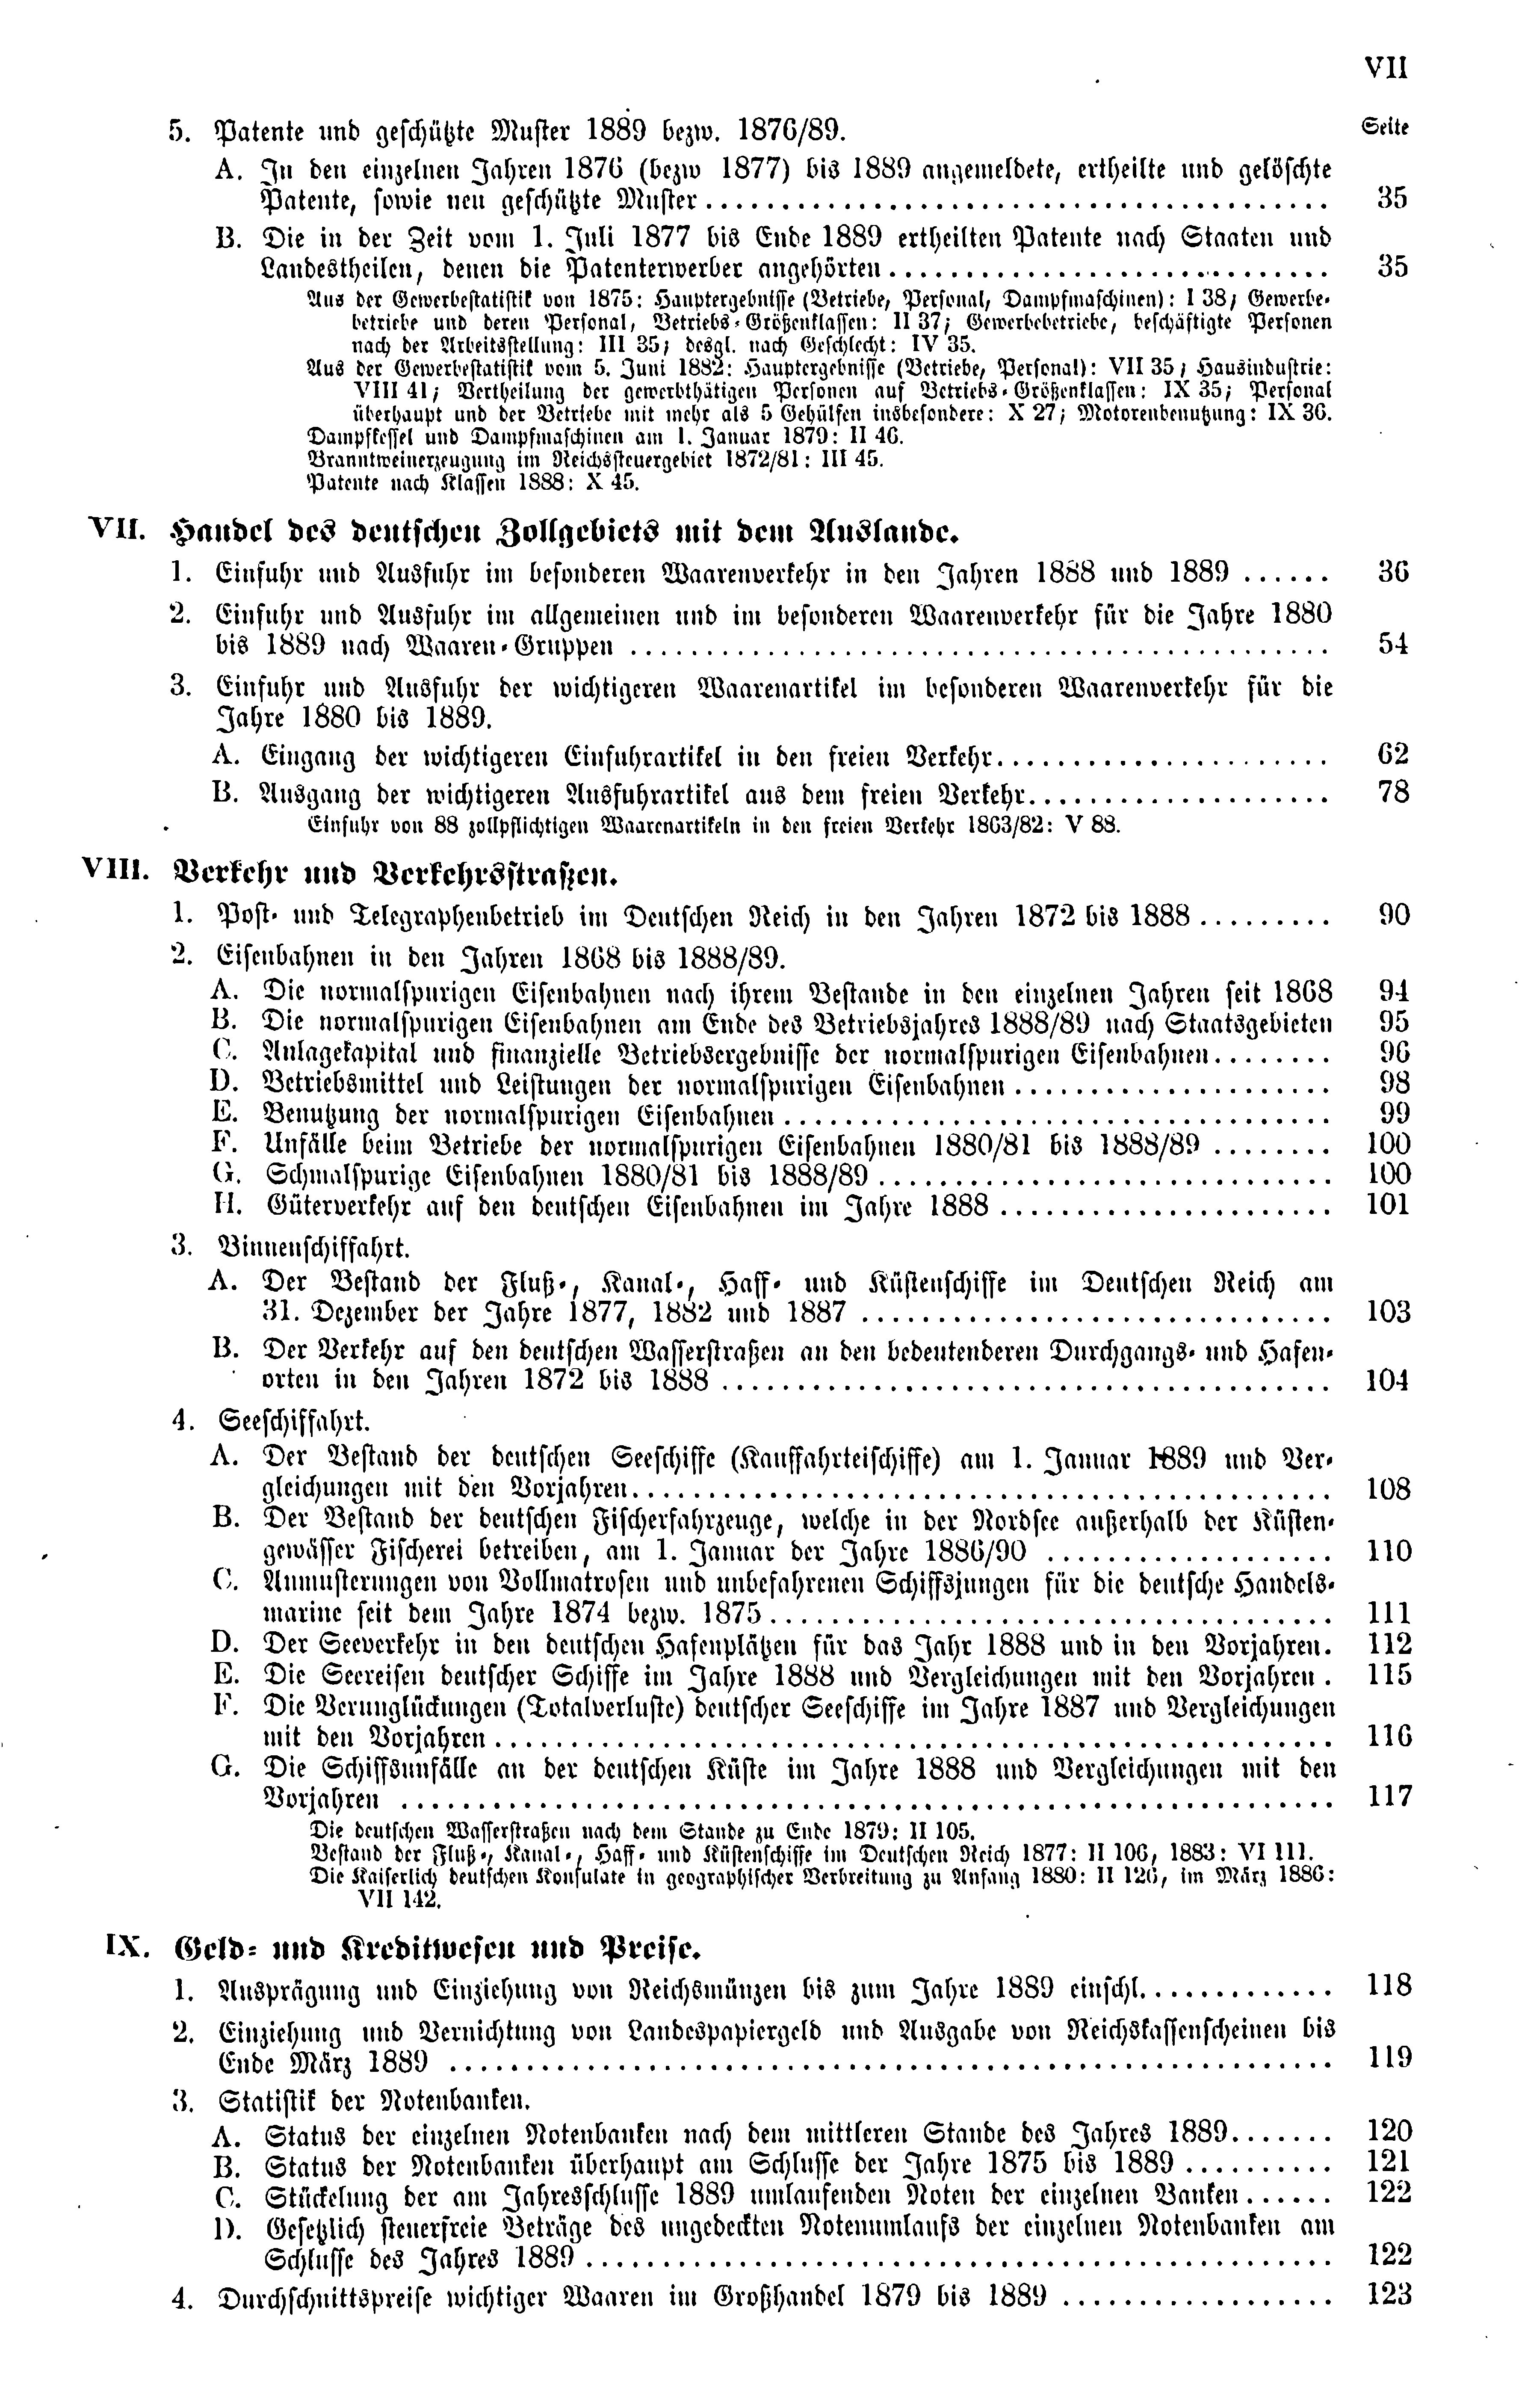 VII
Seite
5. Patente und geschützte Muster 1889 bezw. 1876/89.
A. In den einzelnen Jahren 1876 (bezw 1877) bis 1889 angemeldete, ertheilte und gelöschte
Patente, sowie neu geschützte Muster ........................................ 35
B. Die in der Zeit vom 1. Juli 1877 bis Ende 1889 ertheilten Patente nach Staaten und
Landestheilen, denen die Patenterwerber angehörten ............................ 35
Aus der Gewerbestatistik von 1875: Hauptergebnisse (Betriebe, Personal, Dampfmaschinen): I 38; Gewerbe-
betriebe und deren Personal, Betriebs-Größenklassen: II 37; Gewerbebetriebe, beschäftigte Personen
nach der Arbeitsstellung: III 35; desgl. nach Geschlecht: IV 35.
Aus der Gewerbestatistik vom 5. Juni 1882: Hauptergebnisse (Betriebe, Personal): VII 35; Hausindustrie:
VIII 41; Vertheilung der gewerbthätigen Personen auf Betriebs-Größenklassen: IX 35; Personal
überhaupt und der Betriebe mit mehr als 5 Gehülfen insbesondere: X 27; Motorenbenutzung: IX 36.
Dampfkessel und Dampfmaschinen am 1. Januar 1879: II 46.
Branntweinerzeugung im Reichssteuergebiet 1872/81: III 45.
Patente nach Klassen 1888: X 45.
VII. Handel des deutschen Zollgebiets mit dem Auslande.
1. Einfuhr und Ausfuhr im besonderen Waarenverkehr in den Jahren 1888 und 1889 ...... 36
2. Einfuhr und Ausfuhr im allgemeinen und im besonderen Waarenverkehr für die Jahre 1880
bis 1889 nach Waaren-Gruppen ............................................. 54
3. Einfuhr und Ausfuhr der wichtigeren Waarenartikel im besonderen Waarenverkehr für die
Jahre 1880 bis 1889.
A. Eingang der wichtigeren Einfuhrartikel in den freien Verkehr ..................... 62
B. Ausgang der wichtigeren Ausfuhrartikel aus dem freien Verkehr ................... 78
Einfuhr von 88 zollpflichtigen Waarenartikeln in den freien Verkehr 1863/82: V 88.
VIII. Verkehr und Verkehrsstraßen.
1. Post- und Telegraphenbetrieb im Deutschen Reich in den Jahren 1872 bis 1888 ......... 90
2. Eisenbahnen in den Jahren 1868 bis 1888/89.
A. Die normalspurigen Eisenbahnen nach ihrem Bestande in den einzelnen Jahren seit 1868 94
B. Die normalspurigen Eisenbahnen am Ende des Betriebsjahres 1888/89 nach Staatsgebieten 95
C. Anlagekapital und finanzielle Betriebsergebnisse der normalspurigen Eisenbahnen ........ 96
D. Betriebsmittel und Leistungen der normalspurigen Eisenbahnen ..................... 98
E. Benutzung der normalspurigen Eisenbahnen .................................... 99
F. Unfälle beim Betriebe der normalspurigen Eisenbahnen 1880/81 bis 1888/89 ........ 100
G. Schmalspurige Eisenbahnen 1880/81 bis 1888/89 .............................. 100
H. Güterverkehr auf den deutschen Eisenbahnen im Jahre 1888 ...................... 101
3. Binnenschiffahrt.
A. Der Bestand der Fluß-, Kanal-, Haff- und Küstenschiffe im Deutschen Reich am
31. Dezember der Jahre 1877, 1882 und 1887 ............................... 103
B. Der Verkehr auf den deutschen Wasserstraßen an den bedeutenderen Durchgangs- und Hafen-
orten in den Jahren 1872 bis 1888 ........................................ 104
4. Seeschiffahrt.
A. Der Bestand der deutschen Seeschiffe (Kauffahrteischiffe) am 1. Januar 1889 und Ver-
gleichungen mit den Vorjahren ............................................. 108
B. Der Bestand der deutschen Fischerfahrzeuge, welche in der Nordsee außerhalb der Küsten-
gewässer Fischerei betreiben, am 1. Januar der Jahre 1886/90 ................... 110
C. Anmusterungen von Vollmatrosen und unbefahrenen Schiffsjungen für die deutsche Handels-
marine seit dem Jahre 1874 bezw. 1875 ..................................... 111
D. Der Seeverkehr in den deutschen Hafenplätzen für das Jahr 1888 und in den Vorjahren . 112
E. Die Seereisen deutscher Schiffe im Jahre 1888 und Vergleichungen mit den Vorjahren . 115
F. Die Verunglückungen (Totalverluste) deutscher Seeschiffe im Jahre 1887 und Vergleichungen
mit den Vorjahren ...................................................... 116
G. Die Schiffsunfälle an der deutschen Küste im Jahre 1888 und Vergleichungen mit den
Vorjahren ............................................................. 117
Die deutschen Wasserstraßen nach dem Stande zu Ende 1879: II 105.
Bestand der Fluß-, Kanal-, Haff- und Küstenschiffe im Deutschen Reich 1877: II 106, 1883: VI 111.
Die Kaiserlich deutschen Konsulate in geographischer Verbreitung zu Anfang 1880: II 126, im März 1886:
VII 142.
IX. Geld- und Kreditwesen und Preise.
1. Ausprägung und Einziehung von Reichsmünzen bis zum Jahre 1889 einschl. ............ 118
2. Einziehung und Vernichtung von Landespapiergeld und Ausgabe von Reichskassenscheinen bis
Ende März 1889 ......................................................... 119
3. Statistik der Notenbanken.
A. Status der einzelnen Notenbanken nach dem mittleren Stande des Jahres 1889 ....... 120
B. Status der Notenbanken überhaupt am Schlusse der Jahre 1875 bis 1889 .......... 121
C. Stückelung der am Jahresschlusse 1889 umlaufenden Noten der einzelnen Banken ...... 122
D. Gesetzlich steuerfreie Beträge des ungedeckten Notenumlaufs der einzelnen Notenbanken am
Schlusse des Jahres 1889 ................................................ 122
4. Durchschnittspreise wichtiger Waaren im Großhandel 1879 bis 1889 .................. 123